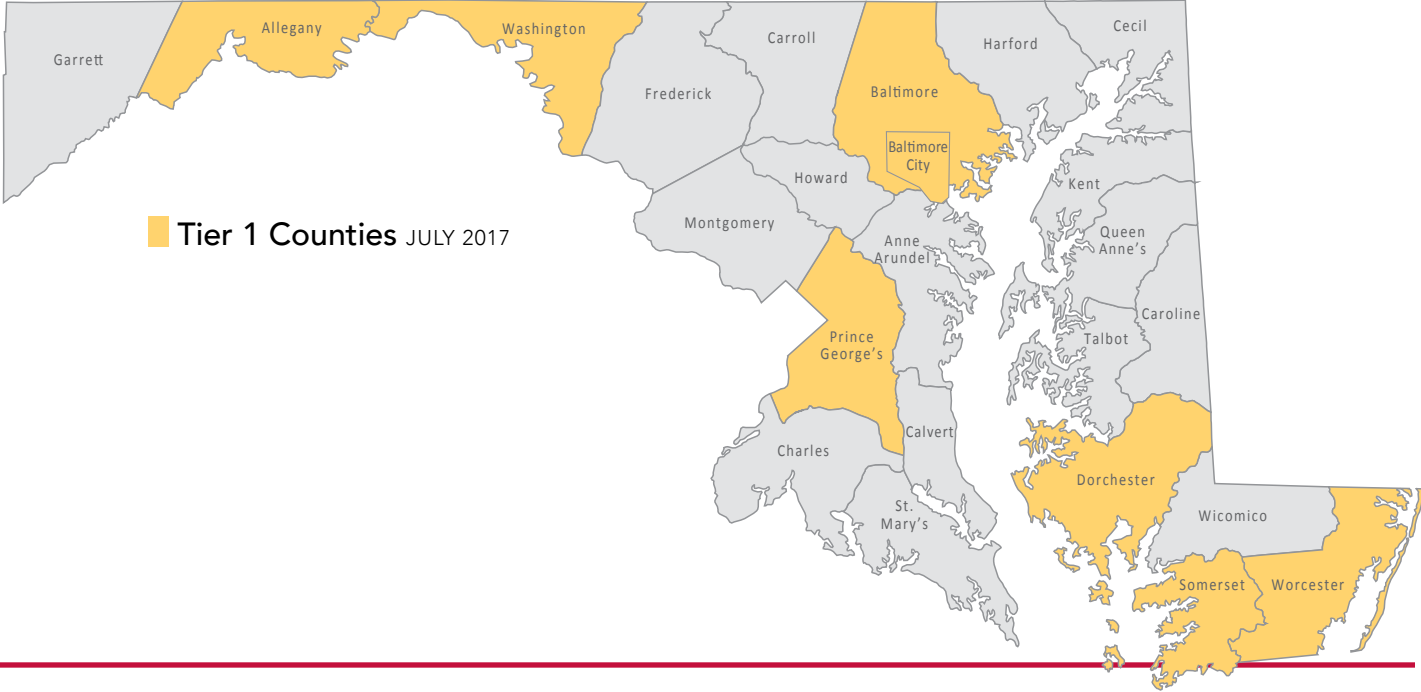 Garrett
Allegany
Washington
Frederick
Carroll
Baltimore
Baltimore
City
Harford
Cecil
Howard
Kent
Montgomery
Tier 1 Counties JULY 2017
Anne
Arundel
Queen
Anne's
Prince
George's
Talbot
Caroline
Charles
Calvert
Dorchester
St.
Mary's
Wicomico
Somerset
Worcester